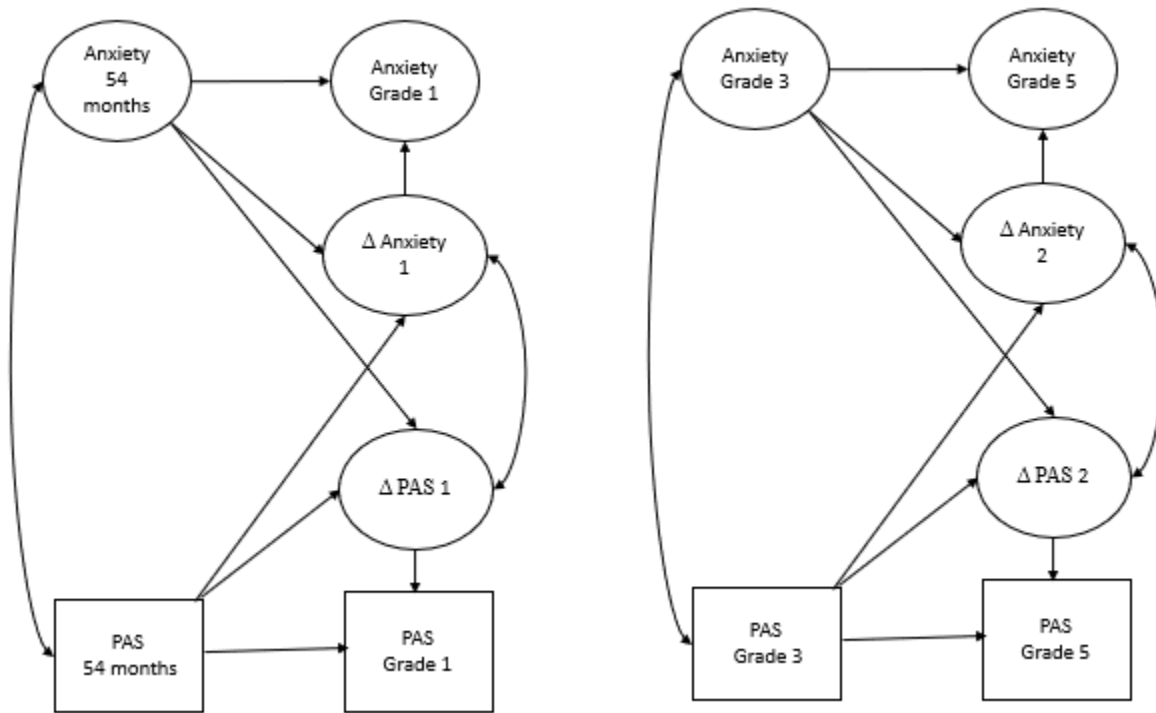 Anxiety
54
months
Anxiety
Grade 1
Δ Anxiety
1
Δ PAS 1
PAS
54 months
PAS
Grade 1
Anxiety
Grade 3
Anxiety
Grade 5
Δ Anxiety
2
Δ PAS 2
PAS
Grade 3
PAS
Grade 5